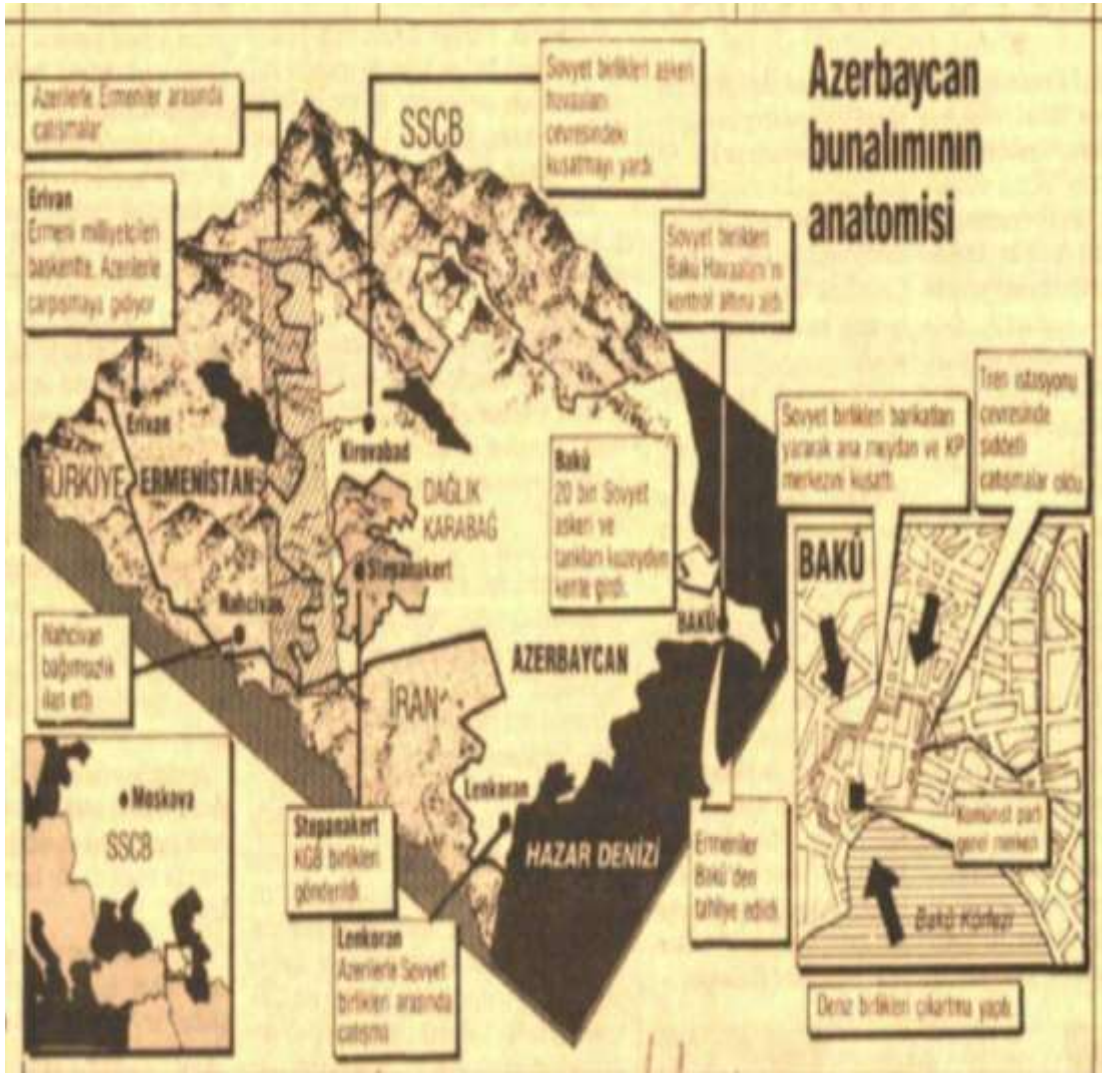 Azerbaycan
bunalımının
anatomisi
Azerilerle Ermeniler arasında
çatışmalar
SSCB
Sovyet birlikleri askeri
havaalanı
çevresindeki
kuşatmayı yardı
Erivan
Ermeni milliyetçileri
başkentte. Azerilerle
çarpışmaya gidiyor
Sovyet birlikleri
Bakü Havaalanı'nı
kontrol altına aldı
Tren istasyonu
çevresinde
şiddetli
çatışmalar oldu
Sovyet birlikleri barikatları
yararak ana meydan ve KP
merkezini kuşattı
Erivan
Kirovabad
TÜRKİYE
ERMENİSTAN
DAĞLIK
KARABAĞ
Bakü
20 bin Sovyet
askeri ve
tankları kuzeyden
kente girdi.
Stepanakert
Nahcivan
BAKÜ
BAKÜ
Nahcivan
bağımsızlık
ilan etti
AZERBAYCAN
İRAN
Lenkoran
HAZAR DENİZİ
Moskova
SSCB
Stepanakert
KGB birlikleri
gönderildi
Ermeniler
Bakü'den
tahliye edildi
Komünist parti
genel merkezi
Bakü Körfezi
Lenkoran
Azerilerle Sovyet
birlikleri arasında
çatışma
Deniz birlikleri çıkartma yaptı